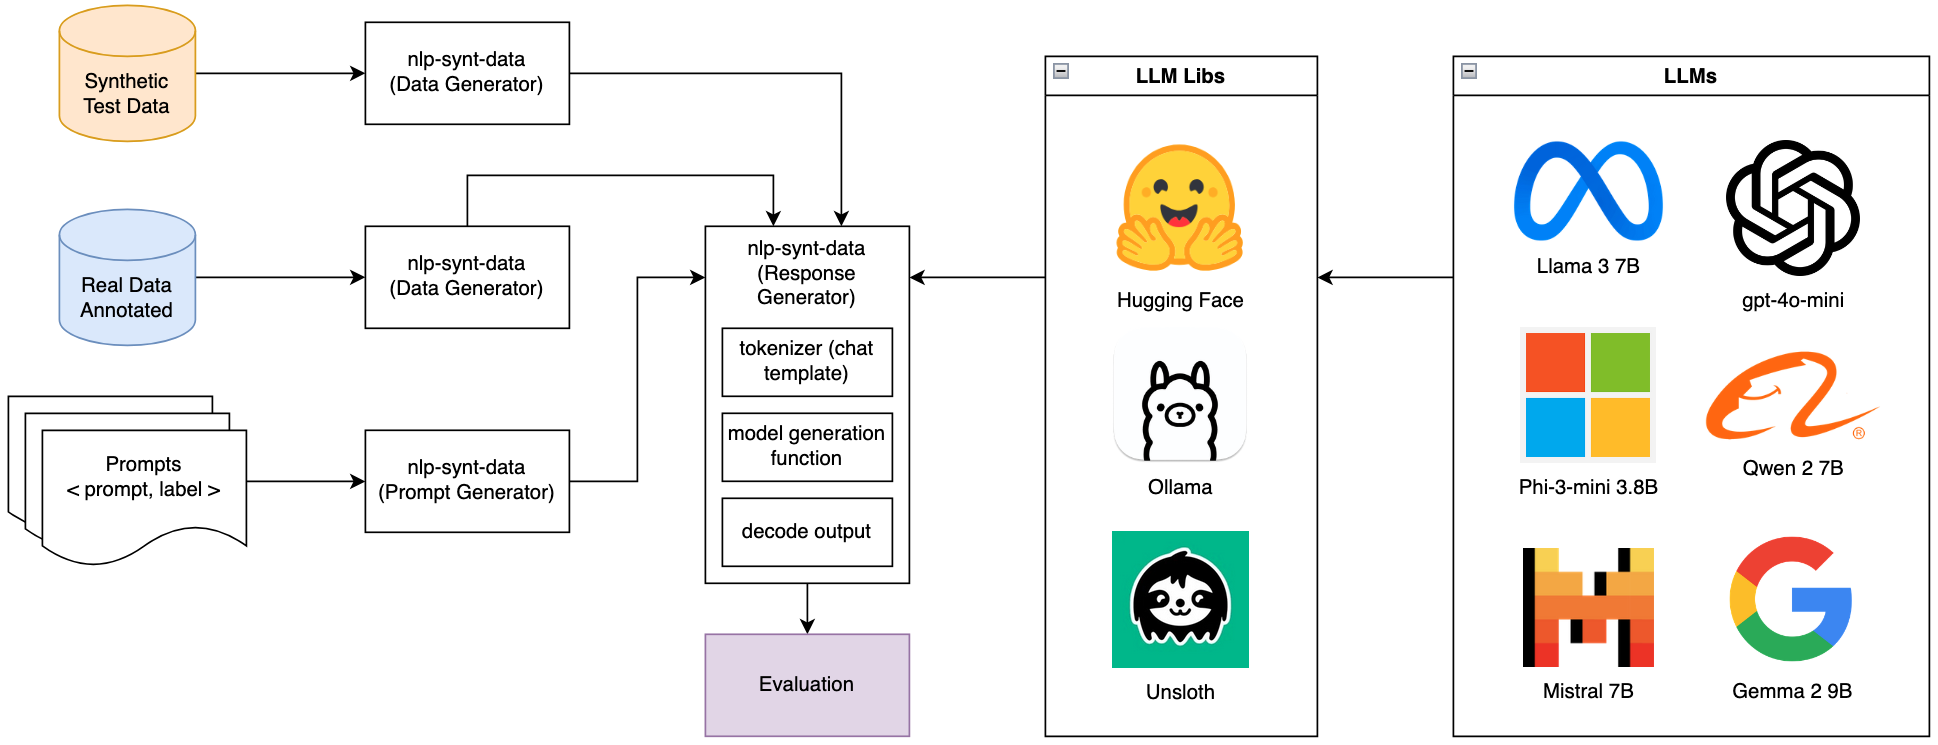 Synthetic
Test Data
nlp-synt-data
(Data Generator)
Real Data
Annotated
nlp-synt-data
(Data Generator)
Prompts
< prompt, label >
nlp-synt-data
(Prompt Generator)
nlp-synt-data
(Response
Generator)
tokenizer (chat
template)
model generation
function
decode output
Evaluation
LLM Libs
Hugging Face
Ollama
Unsloth
LLMs
Llama 3 7B
gpt-4o-mini
Phi-3-mini 3.8B
®
Qwen 2 7B
Mistral 7B
Gemma 2 9B